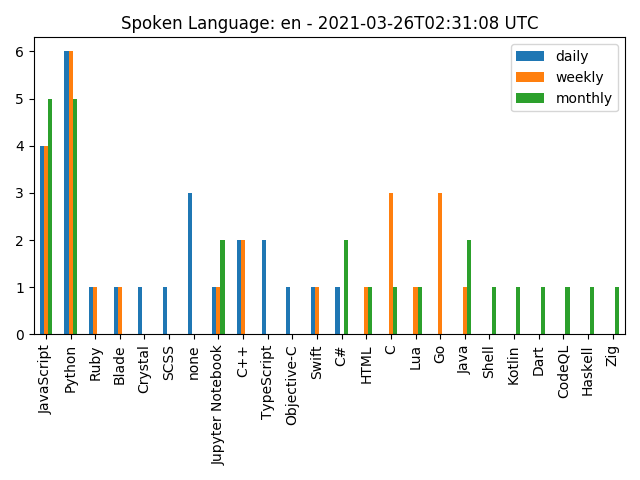 Spoken Language: en - 2021-03-26T02:31:08 UTC
daily
weekly
monthly
6
5
4
3
2
1
0
JavaScript
Python
Ruby
Blade
Crystal
SCSS
none
Jupyter Notebook
C++
TypeScript
Objective-C
Swift
C#
HTML
C
Lua
Go
Java
Shell
Kotlin
Dart
CodeQL
Haskell
Zig